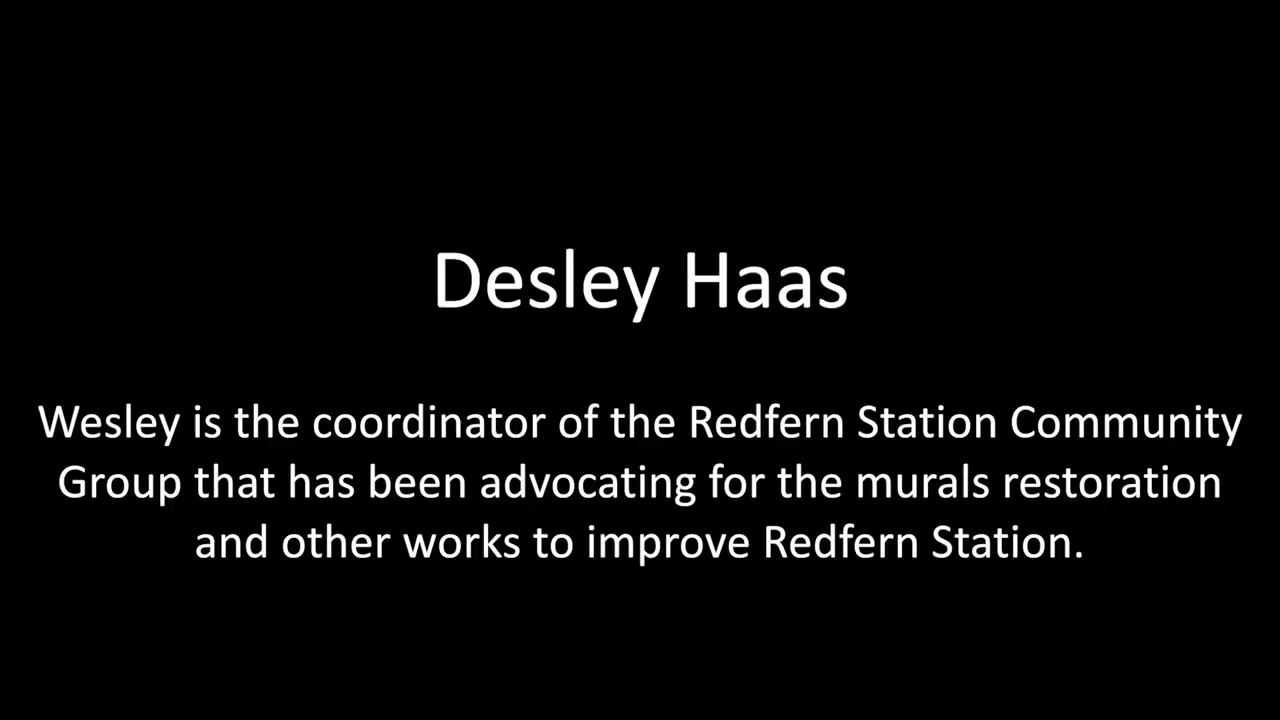 Desley Haas
Wesley is the coordinator of the Redfern Station Community
Group that has been advocating for the murals restoration
and other works to improve Redfern Station.